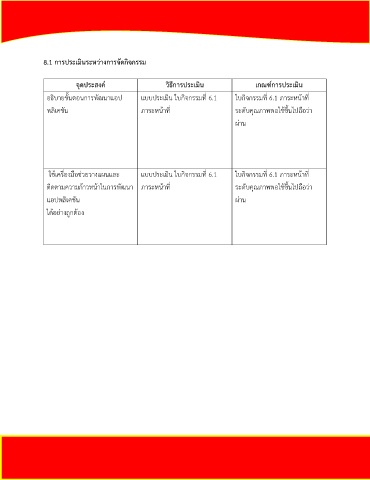 8.1 การประเมินระหว่างการจัดกิจกรรม
จุดประสงค์ วิธีการประเมิน เกณฑ์การประเมิน
อธิบายขั้นตอนการพัฒนาแอป แบบประเมิน ใบกิจกรรมที่ 6.1 ใบกิจกรรมที่ 6.1 ภาระหน้าที่
พลิเคชัน ภาระหน้าที่ ระดับคุณภาพพอใช้ขึ้นไปถือว่า
ผ่าน
ใช้เครื่องมือช่วยวางแผนและ แบบประเมิน ใบกิจกรรมที่ 6.1 ใบกิจกรรมที่ 6.1 ภาระหน้าที่
ติดตามความก้าวหน้าในการพัฒนา ภาระหน้าที่ ระดับคุณภาพพอใช้ขึ้นไปถือว่า
แอปพลิเคชัน ผ่าน
ได้อย่างถูกต้อง